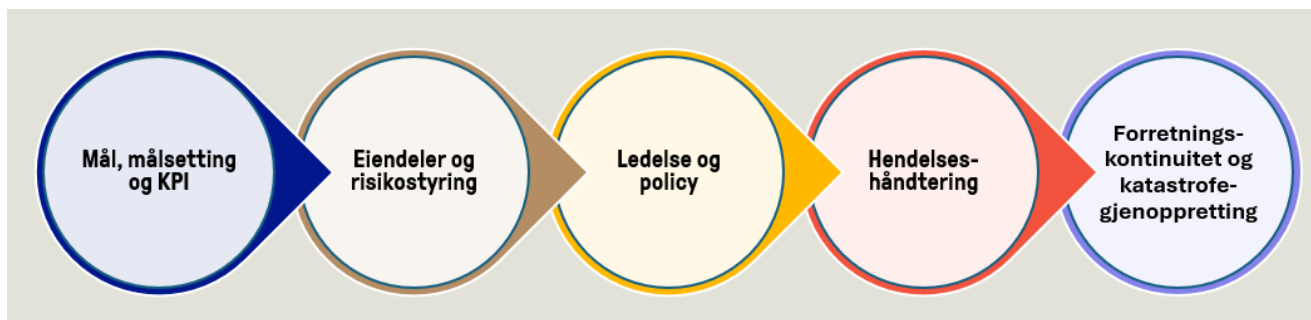 Mål, målsetting
og KPI
Eiendeler og
risikostyring
Ledelse og
policy
Hendelses-
håndtering
Forretnings-
kontinuitet og
katastrofe-
gjenoppretting